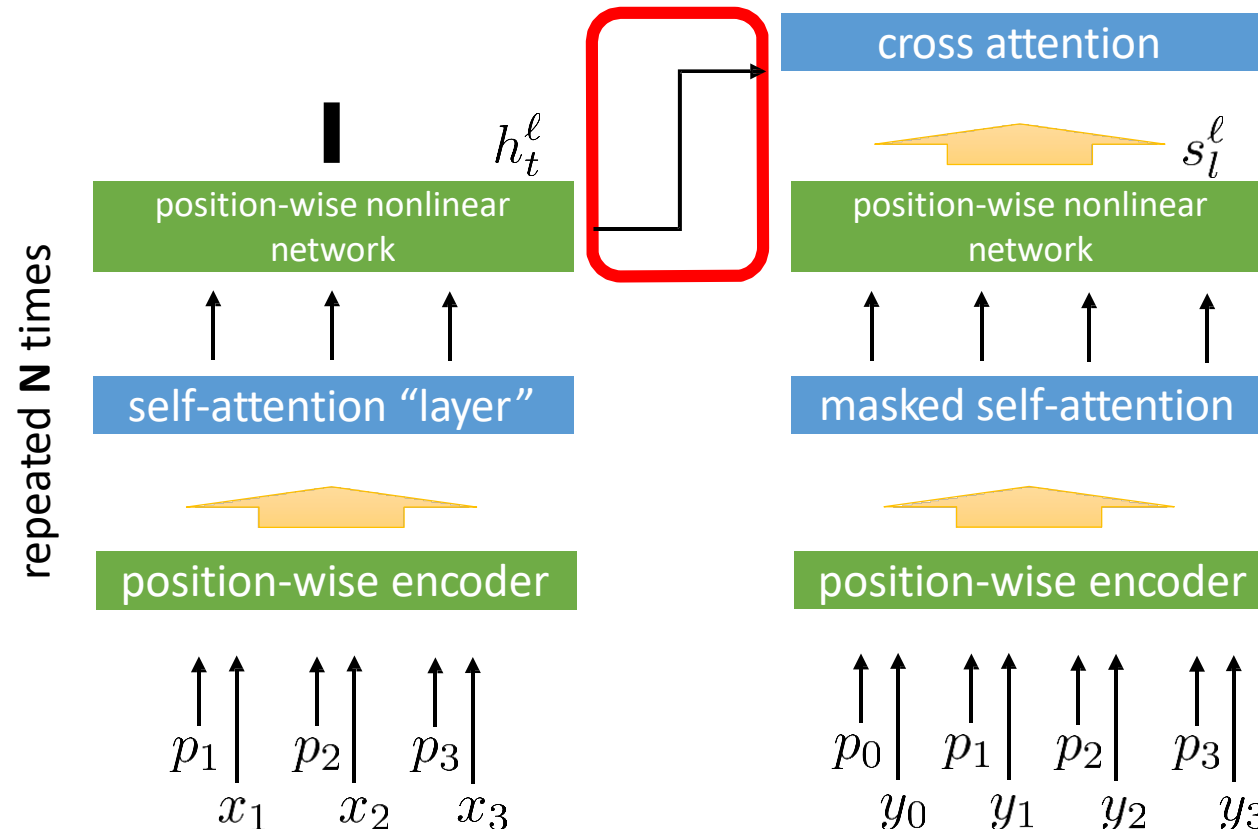 cross attention
h_t^ℓ
s_l^ℓ
position-wise nonlinear
network
position-wise nonlinear
network
repeated N times
self-attention “layer”
masked self-attention
position-wise encoder
position-wise encoder
p_1 p_2 p_3
p_0 p_1 p_2 p_3
x_1 x_2 x_3
y_0 y_1 y_2 y_3